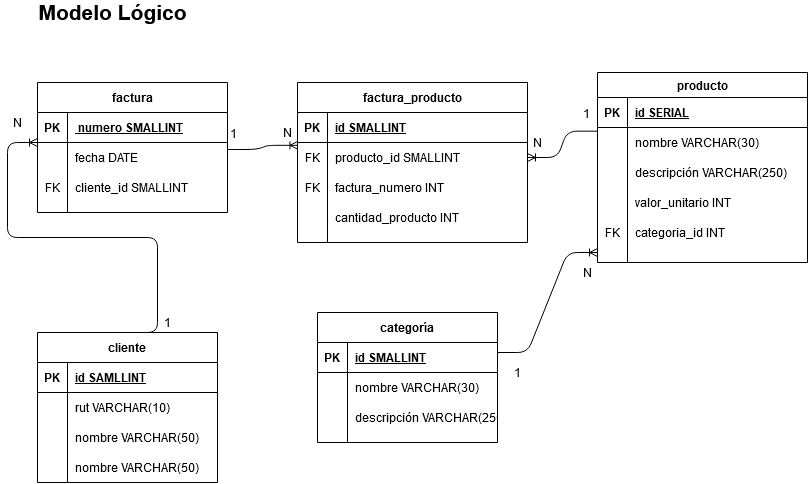 Modelo Lógico
factura
PK numero SMALLINT
fecha DATE
FK cliente_id SMALLINT
N
1
factura_producto
PK id SMALLINT
FK producto_id SMALLINT
FK factura_numero INT
cantidad_producto INT
N
N
1
producto
PK id SERIAL
nombre VARCHAR(30)
descripción VARCHAR(250)
valor_unitario INT
FK categoria_id INT
N
1
cliente
PK id SAMLLINT
rut VARCHAR(10)
nombre VARCHAR(50)
nombre VARCHAR(50)
1
categoría
PK id SMALLINT
nombre VARCHAR(30)
descripción VARCHAR(25